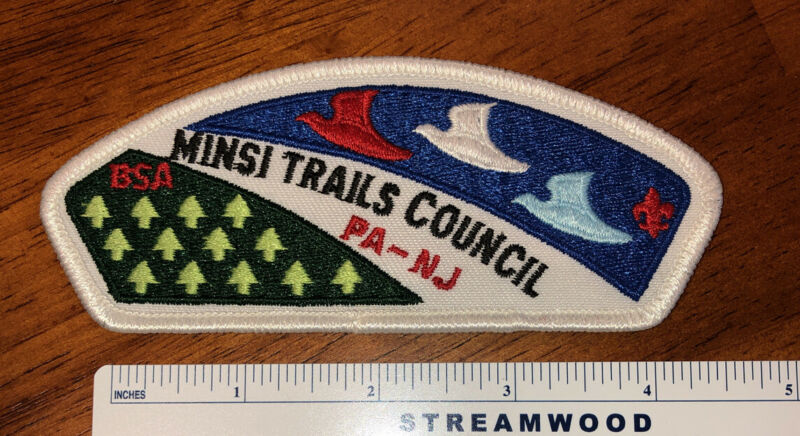 MINSI TRAILS COUNCIL
BSA
PA-NJ
INCHES 1 2 3 4 5
STREAMWOOD